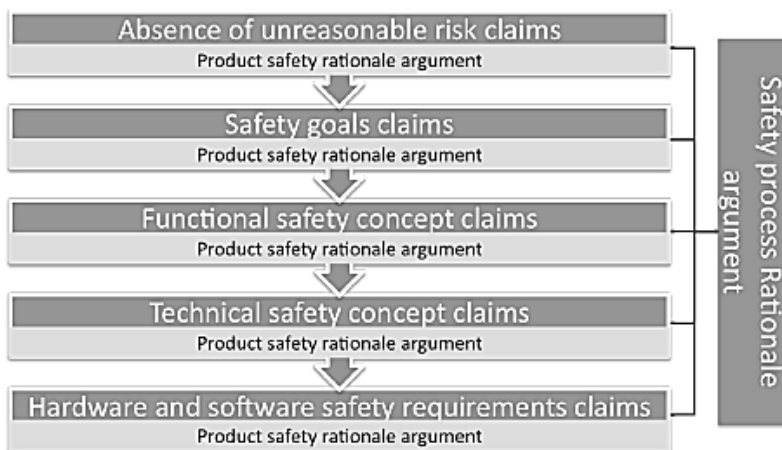 Absence of unreasonable risk claims
Product safety rationale argument
Safety goals claims
Product safety rationale argument
Functional safety concept claims
Product safety rationale argument
Technical safety concept claims
Product safety rationale argument
Hardware and software safety requirements claims
Product safety rationale argument
Safety process Rationale
argument